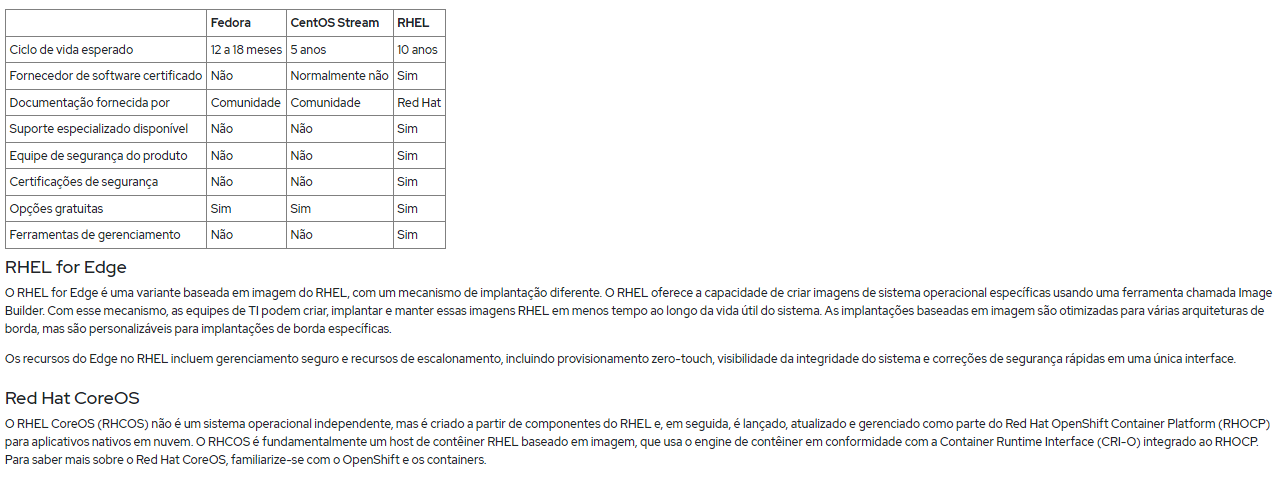 Fedora CentOS Stream RHEL
Ciclo de vida esperado 12 a 18 meses 5 anos 10 anos
Fornecedor de software certificado Não Normalmente não Sim
Documentação fornecida por Comunidade Comunidade Red Hat
Suporte especializado disponível Não Não Sim
Equipe de segurança do produto Não Não Sim
Certificações de segurança Não Não Sim
Opções gratuitas Sim Sim Sim
Ferramentas de gerenciamento Não Não Sim
RHEL for Edge
O RHEL for Edge é uma variante baseada em imagem do RHEL, com um mecanismo de implantação diferente. O RHEL oferece a capacidade de criar imagens de sistema operacional específicas usando uma ferramenta chamada Image
Builder. Com esse mecanismo, as equipes de TI podem criar, implantar e manter essas imagens RHEL em menos tempo ao longo da vida útil do sistema. As implantações baseadas em imagem são otimizadas para várias arquiteturas de
borda, mas são personalizáveis para implantações de borda específicas.
Os recursos do Edge no RHEL incluem gerenciamento seguro e recursos de escalonamento, incluindo provisionamento zero-touch, visibilidade da integridade do sistema e correções de segurança rápidas em uma única interface.
Red Hat CoreOS
O RHEL CoreOS (RHCOS) não é um sistema operacional independente, mas é criado a partir de componentes do RHEL e, em seguida, é lançado, atualizado e gerenciado como parte do Red Hat OpenShift Container Platform (RHOCP)
para aplicativos nativos em nuvem. O RHCOS é fundamentalmente um host de contêiner RHEL baseado em imagem, que usa o engine de contêiner em conformidade com a Container Runtime Interface (CRI-O) integrado ao RHOCP.
Para saber mais sobre o Red Hat CoreOS, familiarize-se com o OpenShift e os containers.